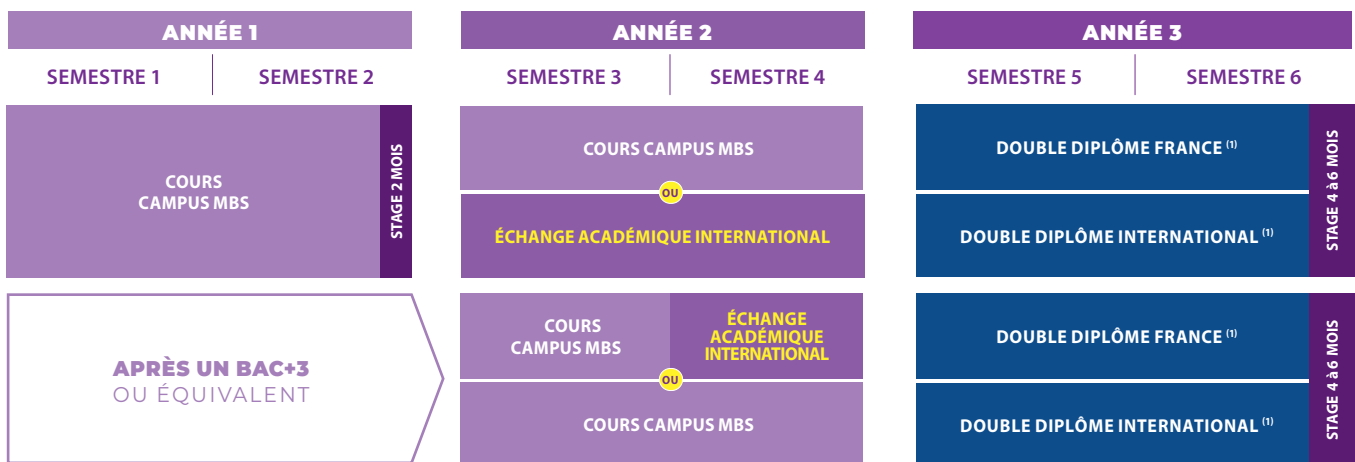 ANNÉE 1
ANNÉE 2
ANNÉE 3
SEMESTRE 1
SEMESTRE 2
SEMESTRE 3
SEMESTRE 4
SEMESTRE 5
SEMESTRE 6
COURS
CAMPUS MBS
STAGE 2 MOIS
COURS CAMPUS MBS
OU
ÉCHANGE ACADÉMIQUE INTERNATIONAL
DOUBLE DIPLÔME FRANCE (1)
DOUBLE DIPLÔME INTERNATIONAL (1)
STAGE 4 à 6 MOIS
APRÈS UN BAC+3
OU ÉQUIVALENT
COURS
CAMPUS MBS
ÉCHANGE
ACADÉMIQUE
INTERNATIONAL
OU
COURS CAMPUS MBS
DOUBLE DIPLÔME FRANCE (1)
DOUBLE DIPLÔME INTERNATIONAL (1)
STAGE 4 à 6 MOIS